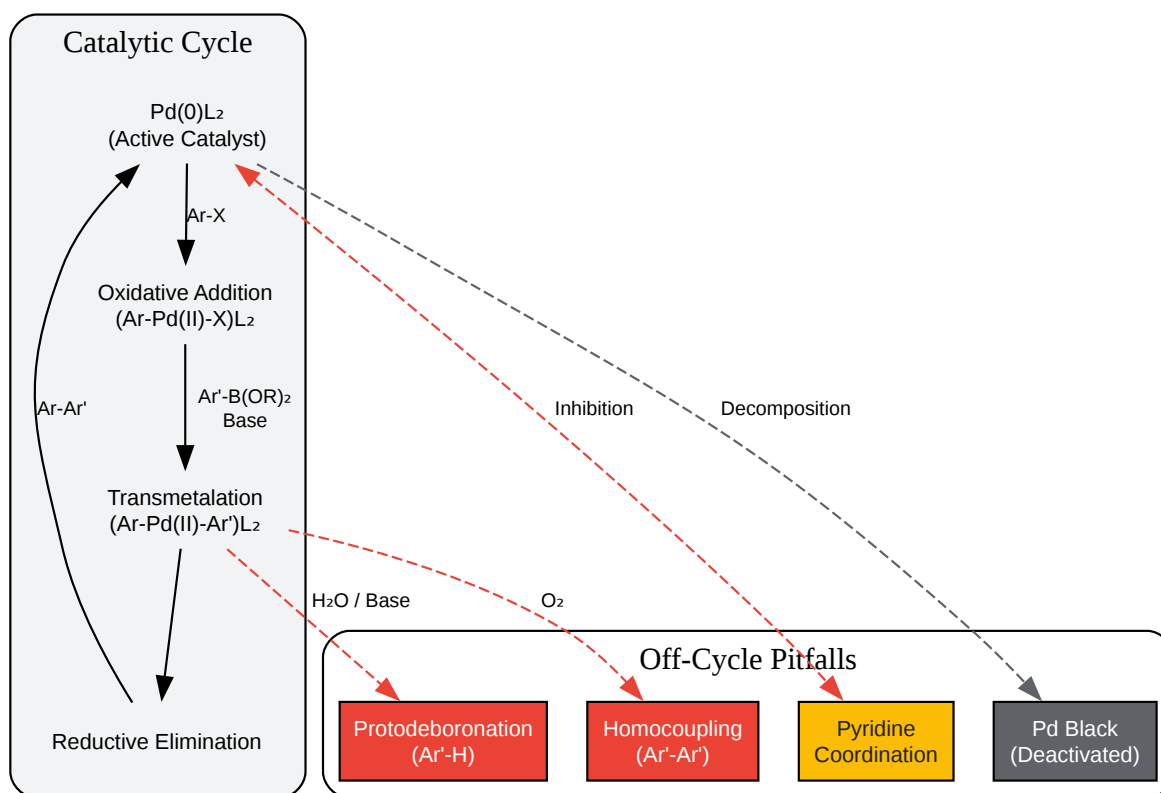 Catalytic Cycle
Pd(0)L₂
(Active Catalyst)
Ar-X
Oxidative Addition
(Ar-Pd(II)-X)L₂
Ar-Ar'
Ar'-B(OR)₂
Base
Inhibition
Decomposition
Transmetalation
(Ar-Pd(II)-Ar')L₂
H₂O / Base
O₂
Reductive Elimination
Off-Cycle Pitfalls
Protodeboronation
(Ar'-H)
Homocoupling
(Ar'-Ar')
Pyridine
Coordination
Pd Black
(Deactivated)